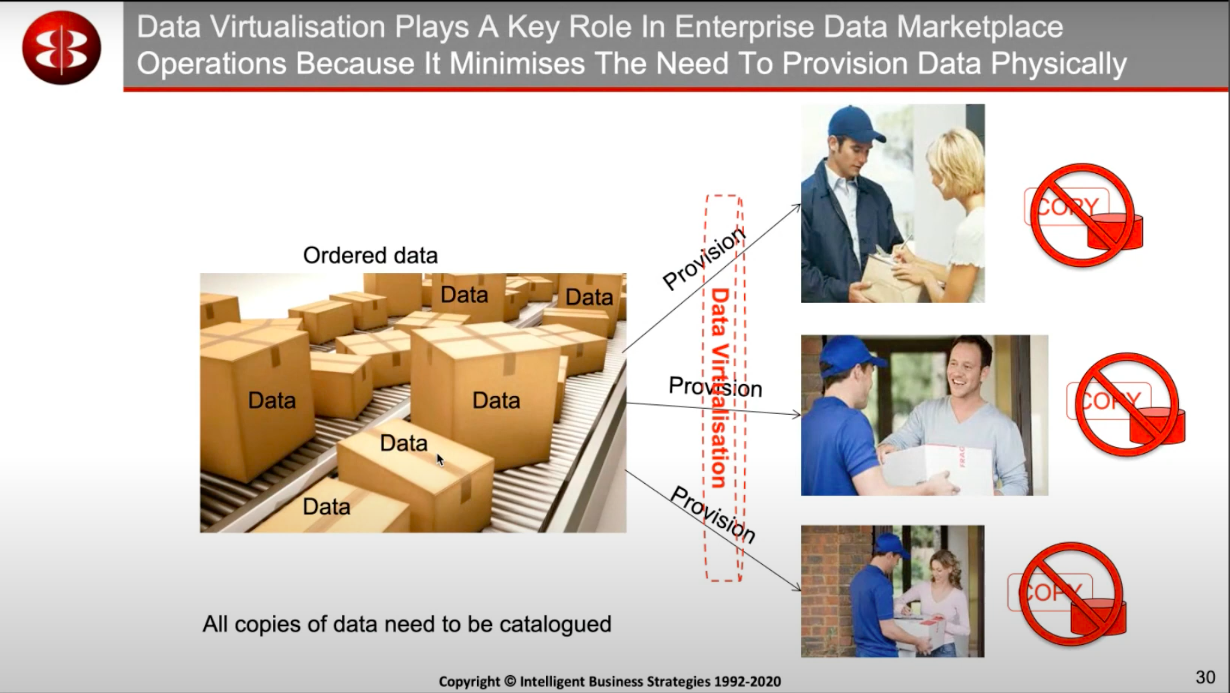 Data Virtualisation Plays A Key Role In Enterprise Data Marketplace
Operations Because It Minimises The Need To Provision Data Physically
Ordered data
Data
Data
Data
Data
Data
Data
All copies of data need to be catalogued
Provision
Provision
Provision
Data Virtualisation
COPY
COPY
FRAG
COPY
Copyright © Intelligent Business Strategies 1992-2020
30